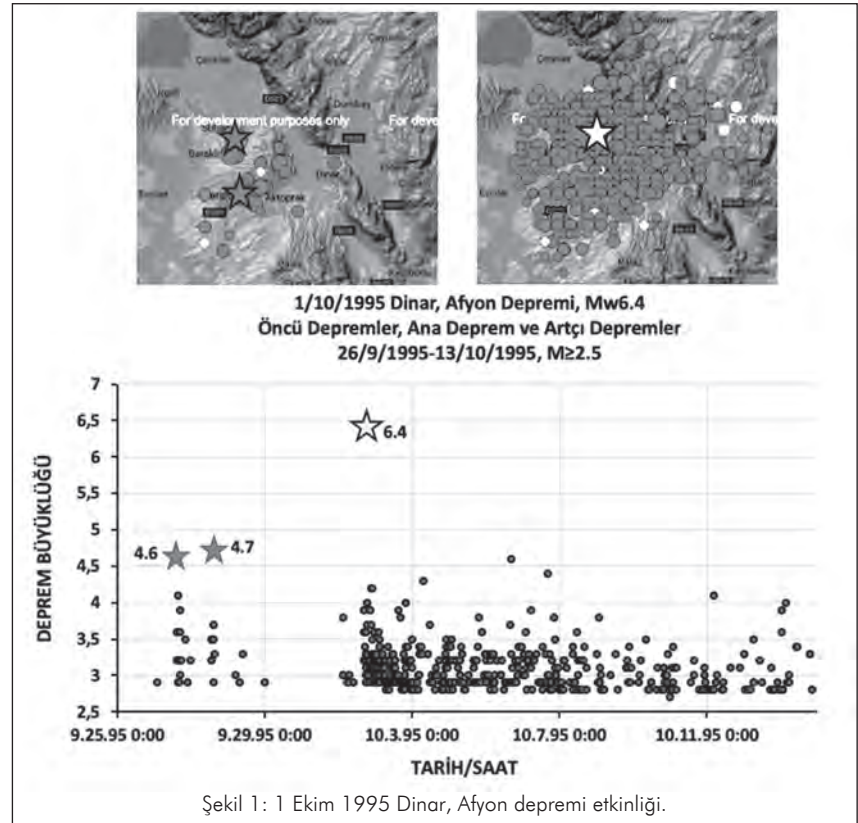 For development purposes only
For deve
Baraklı
Dinar
Akçoprak
For deve
1/10/1995 Dinar, Afyon Depremi, Mw6.4
Öncü Depremler, Ana Deprem ve Artçı Depremler
26/9/1995-13/10/1995, M≥2.5
DEPREM BÜYÜKLÜĞÜ
7
6,5
6
5,5
5
4,5
4
3,5
3
2,5
6.4
4.6
4.7
9.25.95 0:00
9.29.95 0:00
10.3.95 0:00
10.7.95 0:00
10.11.95 0:00
TARİH/SAAT
Şekil 1: 1 Ekim 1995 Dinar, Afyon depremi etkinliği.